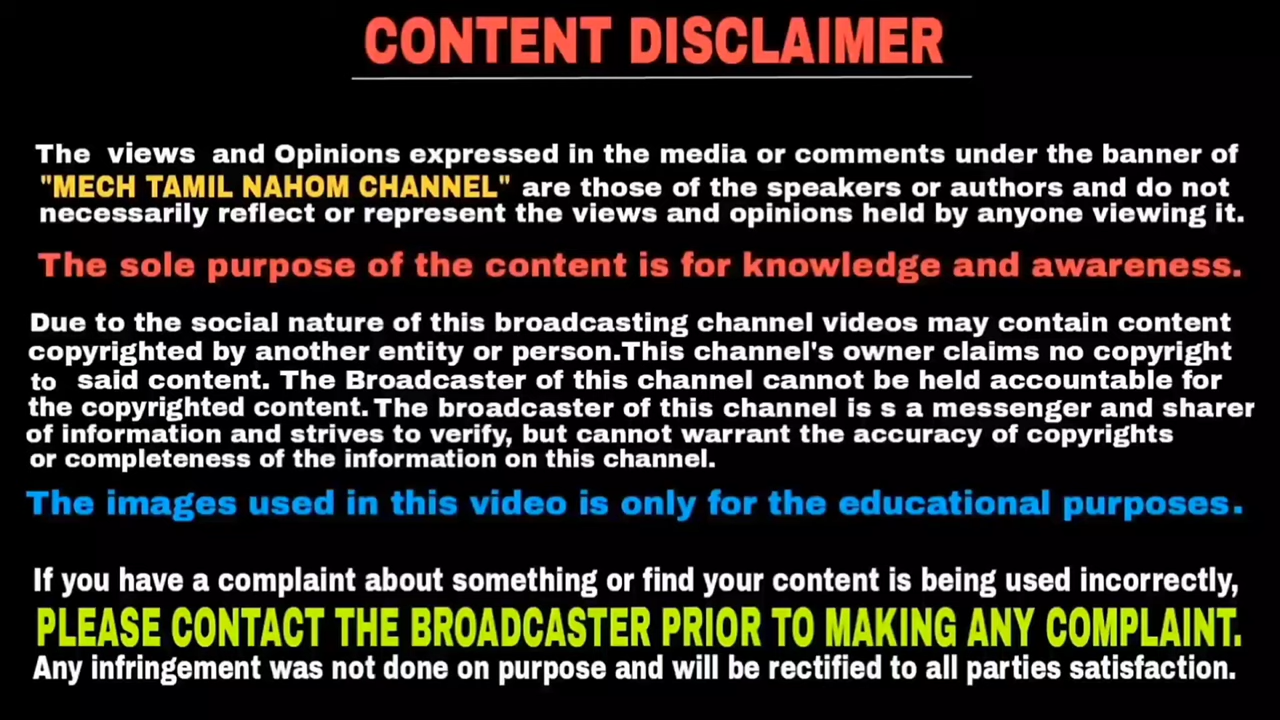 CONTENT DISCLAIMER
The views and Opinions expressed in the media or comments under the banner of
"MECH TAMIL NAHOM CHANNEL" are those of the speakers or authors and do not
necessarily reflect or represent the views and opinions held by anyone viewing it.
The sole purpose of the content is for knowledge and awareness.
Due to the social nature of this broadcasting channel videos may contain content
copyrighted by another entity or person.This channel's owner claims no copyright
to said content. The Broadcaster of this channel cannot be held accountable for
the copyrighted content. The broadcaster of this channel is s a messenger and sharer
of information and strives to verify, but cannot warrant the accuracy of copyrights
or completeness of the information on this channel.
The images used in this video is only for the educational purposes.
If you have a complaint about something or find your content is being used incorrectly,
PLEASE CONTACT THE BROADCASTER PRIOR TO MAKING ANY COMPLAINT.
Any infringement was not done on purpose and will be rectified to all parties satisfaction.